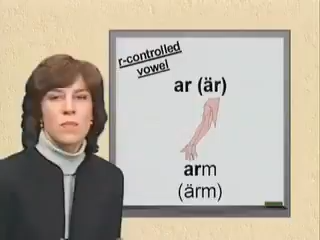 r-controlled
vowel
ar (är)
arm
(ärm)